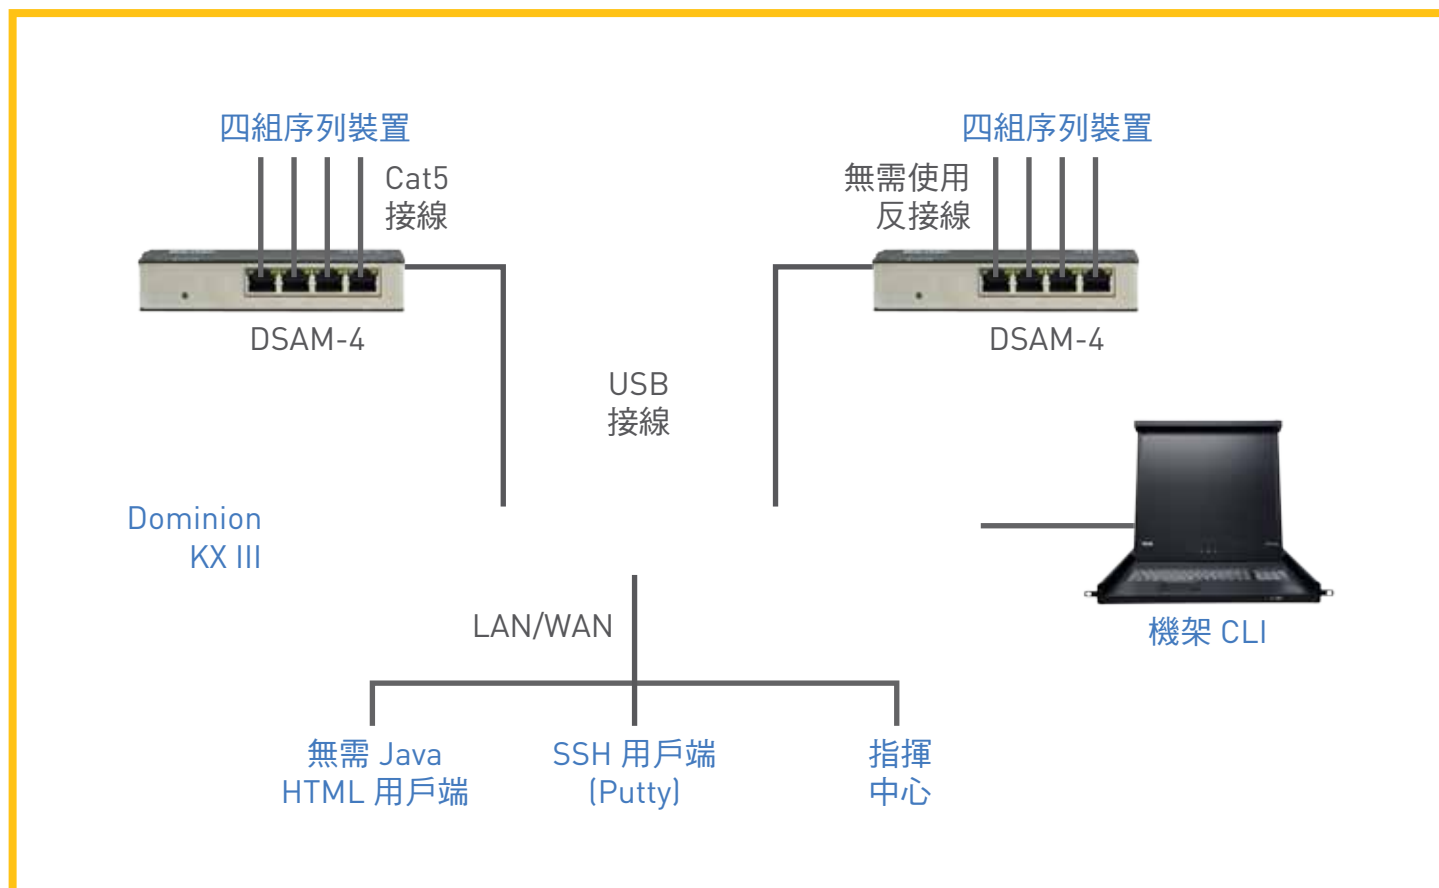 四組序列裝置
四組序列裝置
Cat5
接線
無需使用
反接線
DSAM-4
DSAM-4
USB
接線
Dominion
KX III
機架 CLI
LAN/WAN
無需 Java
HTML 用戶端
SSH 用戶端
(Putty)
指揮
中心